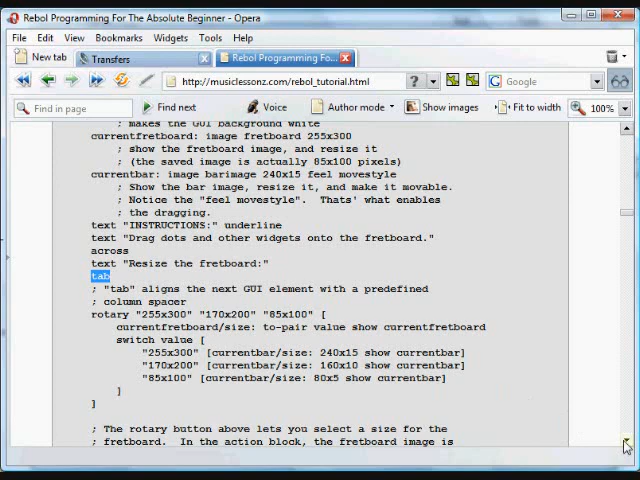 Rebol Programming For The Absolute Beginner - Opera
File Edit View Bookmarks Widgets Tools Help
New tab Transfers Rebol Programming Fo...
http://musiclessonz.com/rebol_tutorial.html ? Google
Find in page Find next Voice Author mode Show images Fit to width 100%
; makes the GUI background white
currentfretboard: image fretboard 255x300
; show the fretboard image, and resize it
; (the saved image is actually 85x100 pixels)
currentbar: image barimage 240x15 feel movestyle
; Show the bar image, resize it, and make it movable.
; Notice the "feel movestyle".  Thats' what enables
; the dragging.
text "INSTRUCTIONS:" underline
text "Drag dots and other widgets onto the fretboard."
across
text "Resize the fretboard:"
tab
; "tab" aligns the next GUI element with a predefined
; column spacer
rotary "255x300" "170x200" "85x100" [
currentfretboard/size: to-pair value show currentfretboard
switch value [
"255x300" [currentbar/size: 240x15 show currentbar]
"170x200" [currentbar/size: 160x10 show currentbar]
"85x100" [currentbar/size: 80x5 show currentbar]
]
]
; The rotary button above lets you select a size for the
; fretboard.  In the action block, the fretboard image is